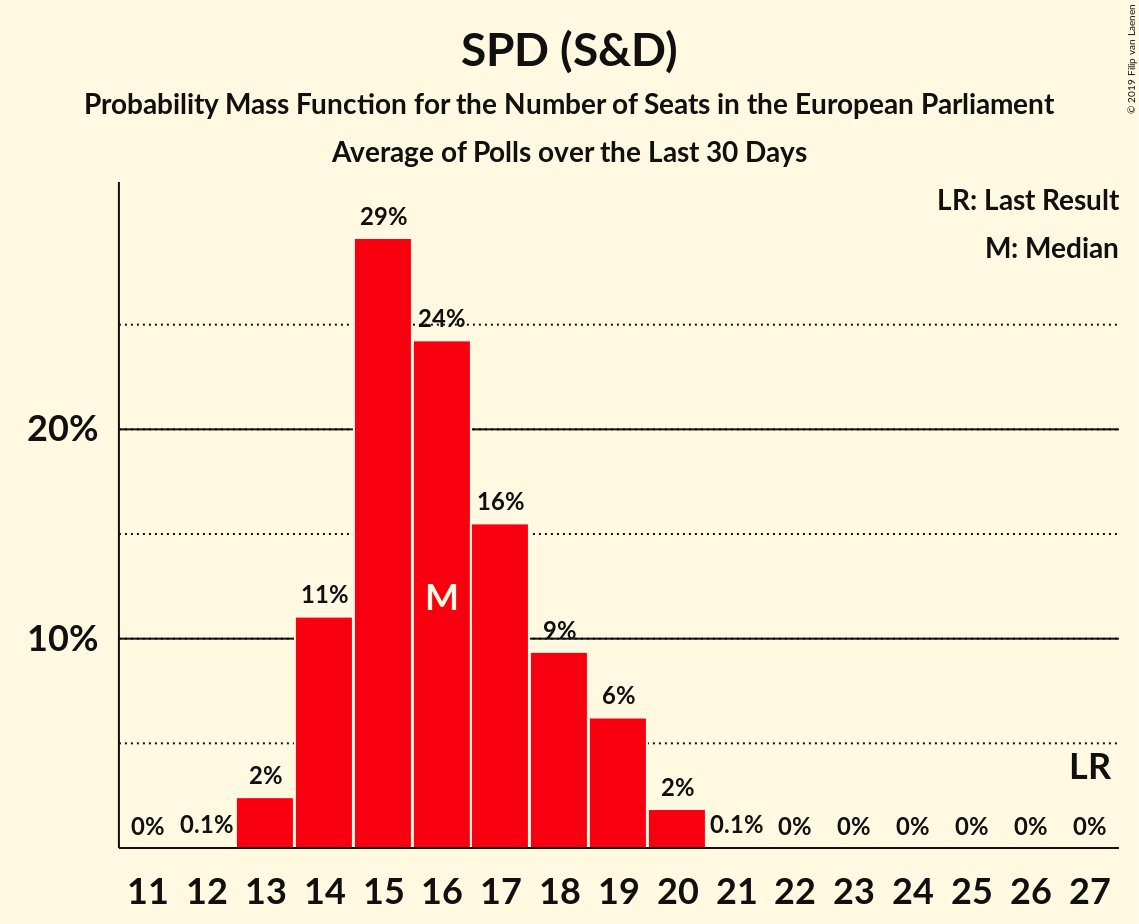 SPD (S&D)
Probability Mass Function for the Number of Seats in the European Parliament
Average of Polls over the Last 30 Days
© 2019 Filip van Laenen
LR: Last Result
M: Median
29%
24%
20%
16%
11%
M
10%
9%
6%
LR
2%
2%
0% 0.1% 0.1% 0% 0% 0% 0% 0% 0%
11 12 13 14 15 16 17 18 19 20 21 22 23 24 25 26 27